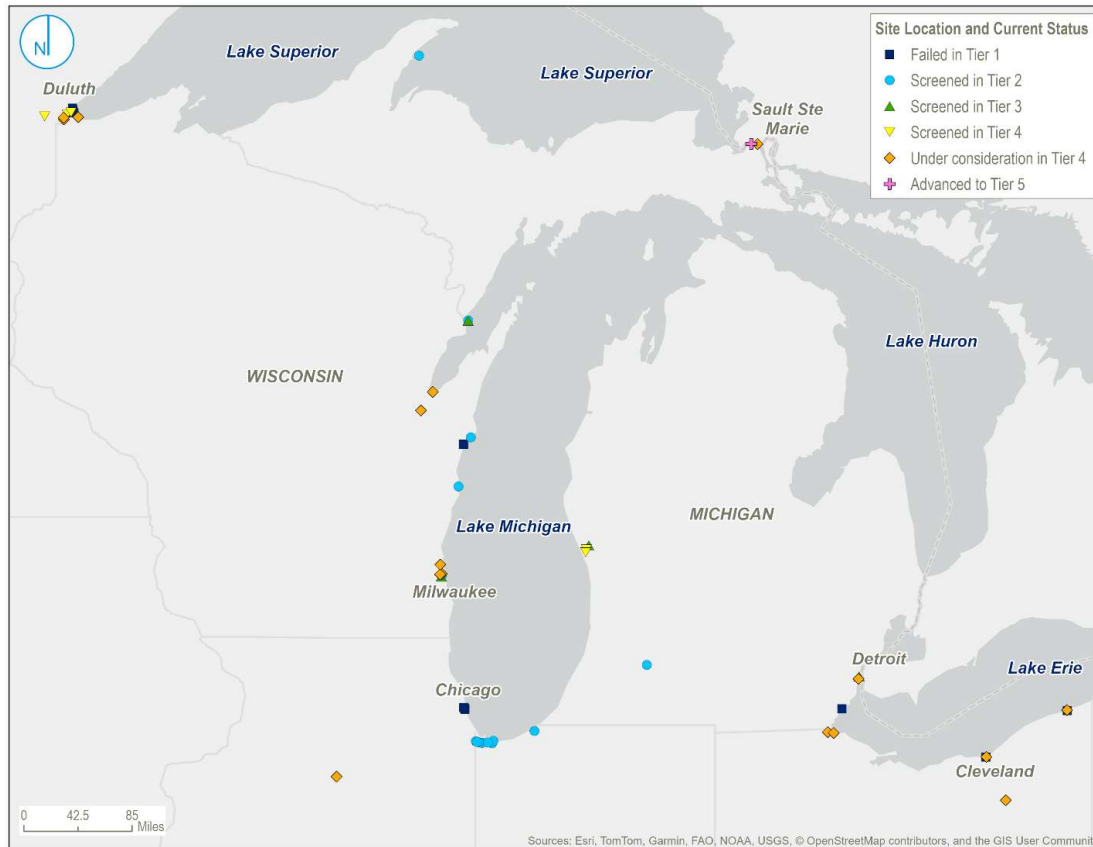 N
Lake Superior
Lake Superior
Duluth
Sault Ste
Marie
Site Location and Current Status
Failed in Tier 1
Screened in Tier 2
Screened in Tier 3
Screened in Tier 4
Under consideration in Tier 4
Advanced to Tier 5
Lake Huron
WISCONSIN
MICHIGAN
Lake Michigan
Milwaukee
Chicago
Detroit
Lake Erie
Cleveland
0 42.5 85
Miles
Sources: Esri, TomTom, Garmin, FAO, NOAA, USGS, © OpenStreetMap contributors, and the GIS User Communit